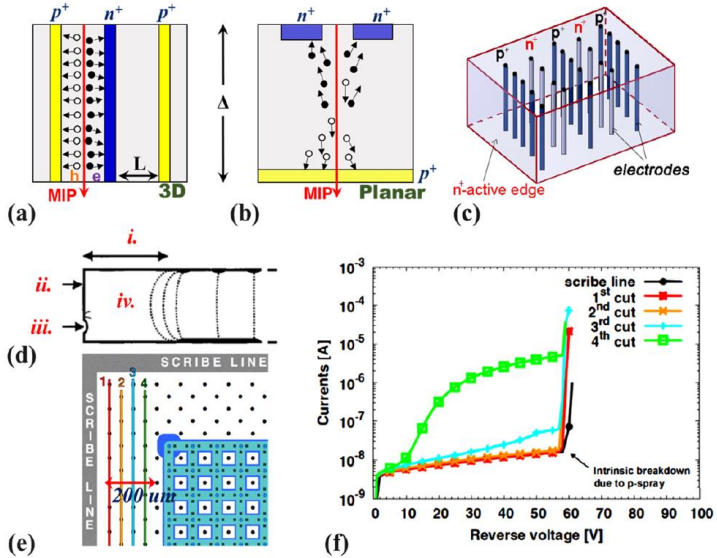 p+ n+ p+
h e
L
MIP 3D
(a)
Δ
n+ n+
p+
MIP Planar
(b)
p+ n+ p+ n+ p+
electrodes
n-active edge
(c)
i.
ii.
iii.
iv.
(d)
SCRIBE LINE
SCRIBE LINE
1 2 3 4
200 um
(e)
10-3
10-4
10-5
10-6
10-7
10-8
10-9
Currents [A]
scribe line
1st cut
2nd cut
3rd cut
4th cut
Intrinsic breakdown
due to p-spray
0 10 20 30 40 50 60 70 80 90 100
Reverse voltage [V]
(f)